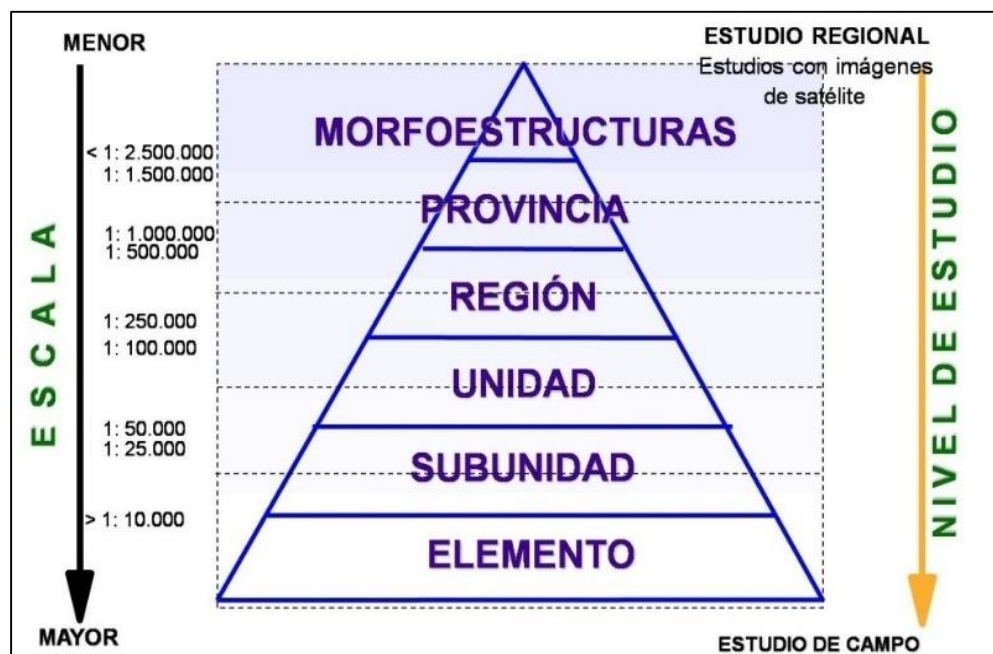 MENOR
ESTUDIO REGIONAL
Estudios con imágenes
de satélite
MORFOESTRUCTURAS
< 1: 2.500.000
1: 1.500.000
PROVINCIA
1: 1.000.000
1: 500.000
REGIÓN
1: 250.000
1: 100.000
UNIDAD
1: 50.000
1: 25.000
SUBUNIDAD
> 1: 10.000
ELEMENTO
MAYOR
ESTUDIO DE CAMPO
ESCALA
NIVEL DE ESTUDIO